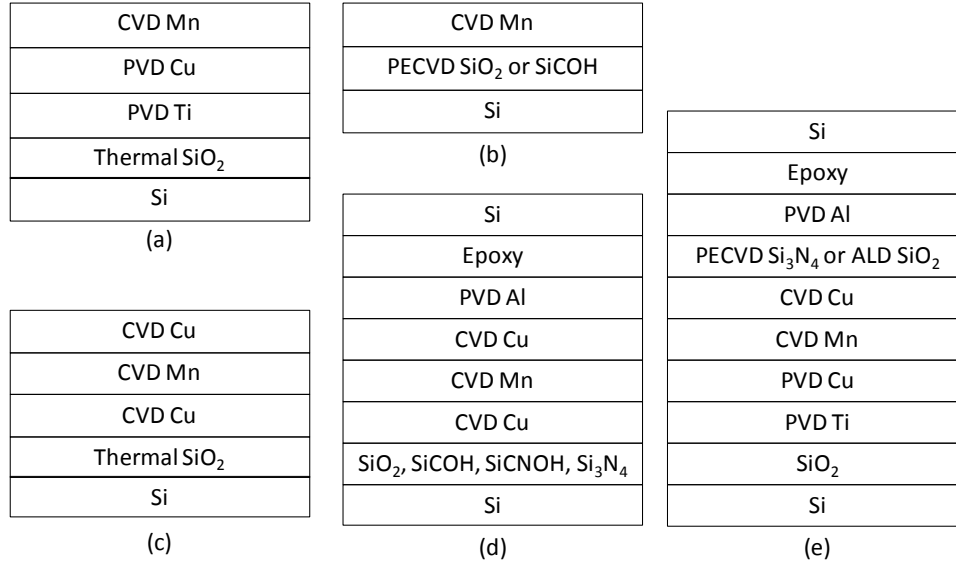 CVD Mn
PVD Cu
PVD Ti
Thermal SiO₂
Si
(a)
CVD Mn
PECVD SiO₂ or SiCOH
Si
(b)
CVD Cu
CVD Mn
CVD Cu
Thermal SiO₂
Si
(c)
Si
Epoxy
PVD Al
CVD Cu
CVD Mn
CVD Cu
SiO₂, SiCOH, SiCNOH, Si₃N₄
Si
(d)
Si
Epoxy
PVD Al
PECVD Si₃N₄ or ALD SiO₂
CVD Cu
CVD Mn
PVD Cu
PVD Ti
SiO₂
Si
(e)